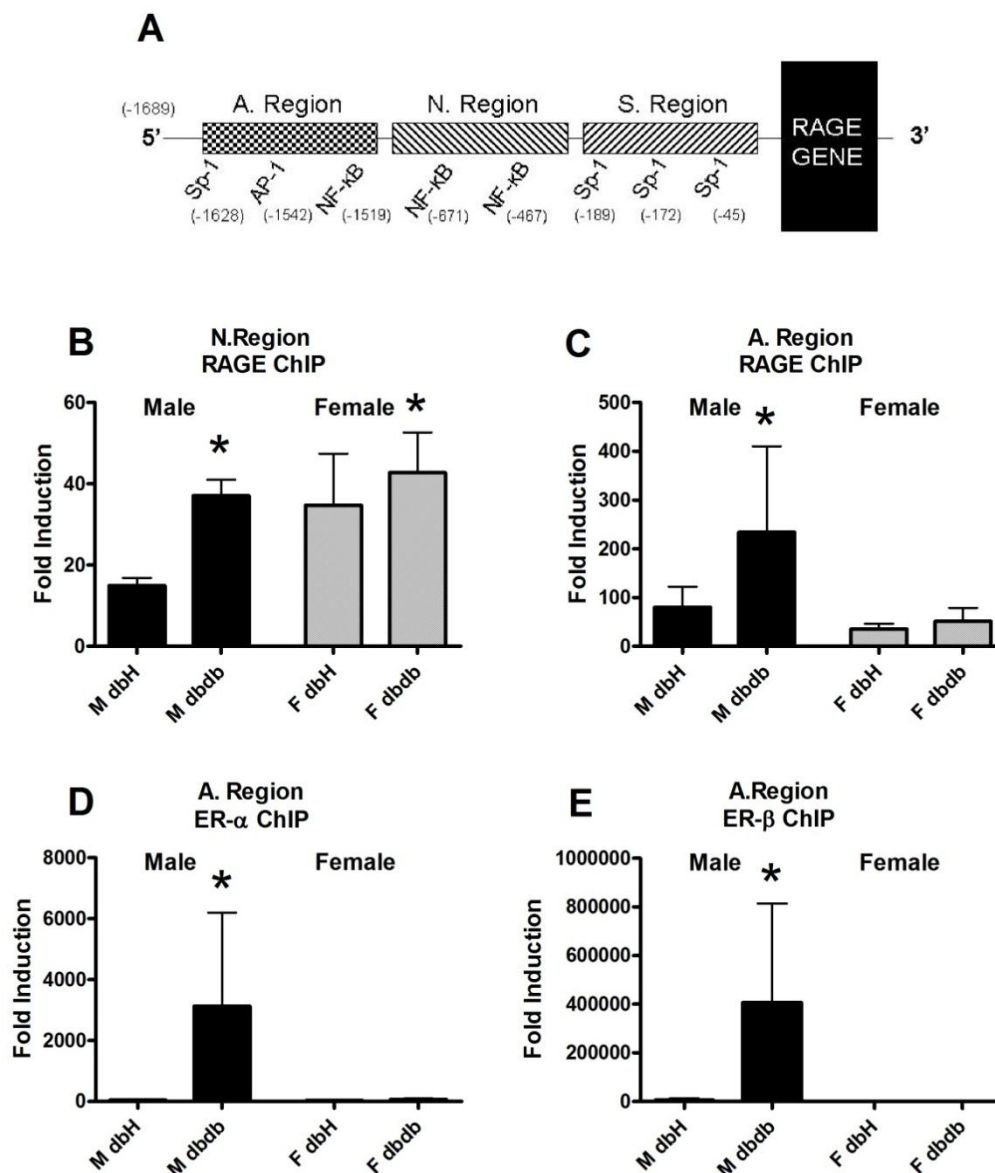 A
(-1689)
A. Region
N. Region
S. Region
5'
3'
RAGE
GENE
Sp-1
AP-1
NF-κB
NF-κB
NF-κB
Sp-1
Sp-1
Sp-1
(-1628)
(-1542)
(-1519)
(-671)
(-467)
(-189)
(-172)
(-45)
B
N.Region
RAGE ChIP
Male
Female
*
*
Fold Induction
60
40
20
0
M dbH
M dbdb
F dbH
F dbdb
C
A. Region
RAGE ChIP
Male
Female
*
Fold Induction
500
400
300
200
100
0
M dbH
M dbdb
F dbH
F dbdb
D
A. Region
ER-α ChIP
Male
Female
*
Fold Induction
8000
6000
4000
2000
0
M dbH
M dbdb
F dbH
F dbdb
E
A.Region
ER-β ChIP
Male
Female
*
Fold Induction
1000000
800000
600000
400000
200000
0
M dbH
M dbdb
F dbH
F dbdb